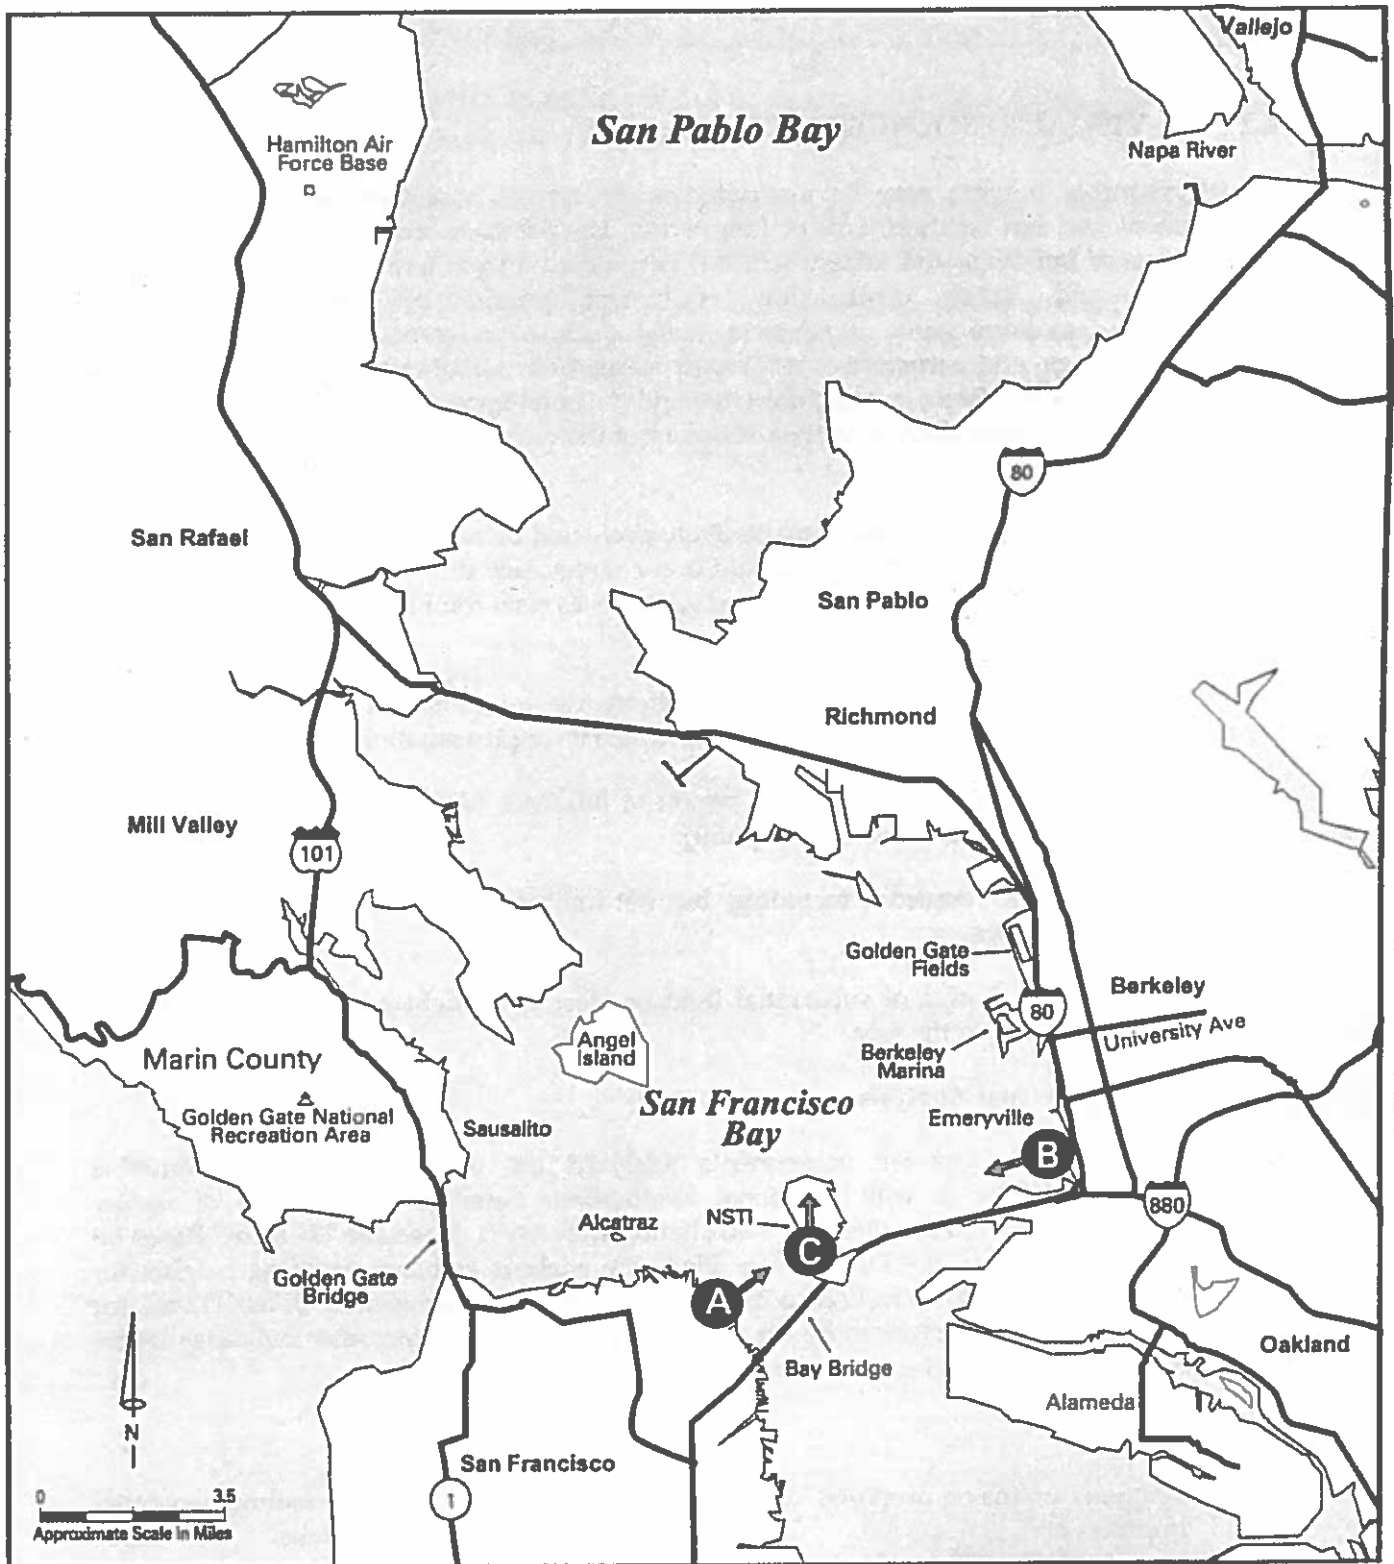 Vallejo
San Pablo Bay
Hamilton Air
Force Base
Napa River
80
San Rafael
San Pablo
Richmond
Mill Valley
101
Golden Gate
Fields
80
Berkeley
University Ave
Berkeley
Marina
Angel
Island
Marin County
Golden Gate National
Recreation Area
San Francisco
Bay
Emeryville
Sausalito
B
NSTI
880
Alcatraz
C
Golden Gate
Bridge
A
Oakland
Bay Bridge
Alameda
N
San Francisco
1
0 3.5
Approximate Scale in Miles